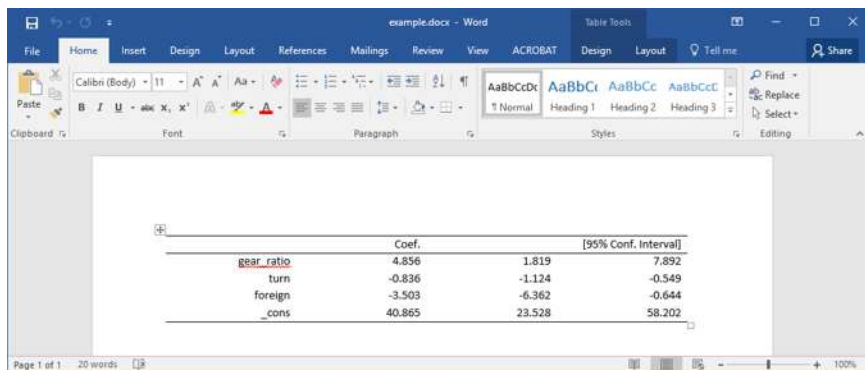 example.docx - Word Table Tools
File Home Insert Design Layout References Mailings Review View ACROBAT Design Layout Tell me Share
Paste
Calibri (Body) 11 A A Aa
B I U abc X, X' A
AaBbCcDc AaBbCc AaBbCc AaBbCcC
¶ Normal Heading 1 Heading 2 Heading 3
Find
Replace
Select
Clipboard Font Paragraph Styles Editing
Coef. [95% Conf. Interval]
gear_ratio 4.856 1.819 7.892
turn -0.836 -1.124 -0.549
foreign -3.503 -6.362 -0.644
_cons 40.865 23.528 58.202
Page 1 of 1 20 words 100%